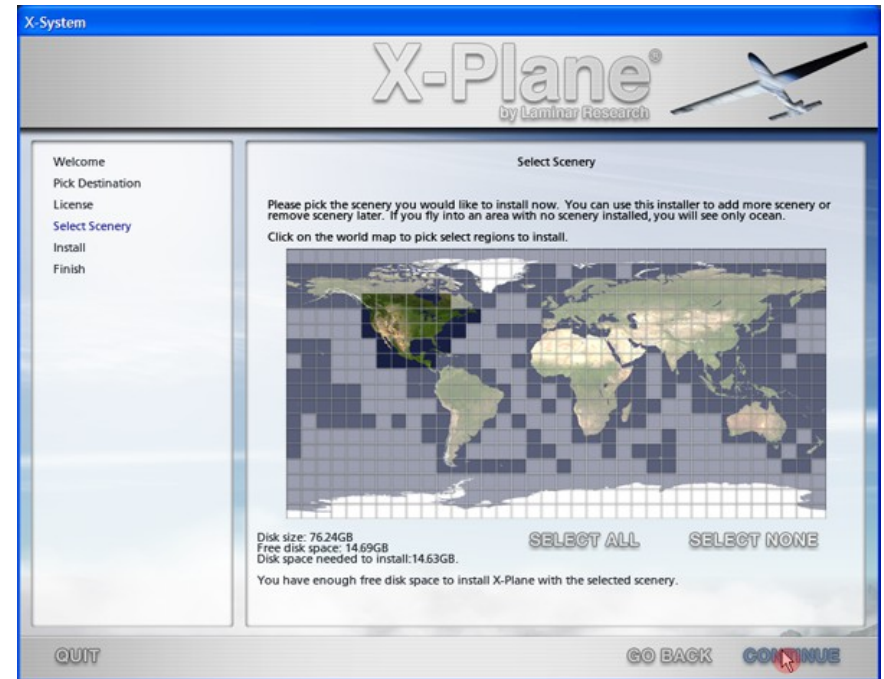 X-System
X-Plane®
by Laminar Research
Welcome
Pick Destination
License
Select Scenery
Install
Finish
Select Scenery
Please pick the scenery you would like to install now. You can use this installer to add more scenery or
remove scenery later. If you fly into an area with no scenery installed, you will see only ocean.
Click on the world map to pick select regions to install.
Disk size: 76.24GB
Free disk space: 14.69GB
Disk space needed to install:14.63GB.
SELECT ALL
SELECT NONE
You have enough free disk space to install X-Plane with the selected scenery.
QUIT
GO BACK
CONTINUE